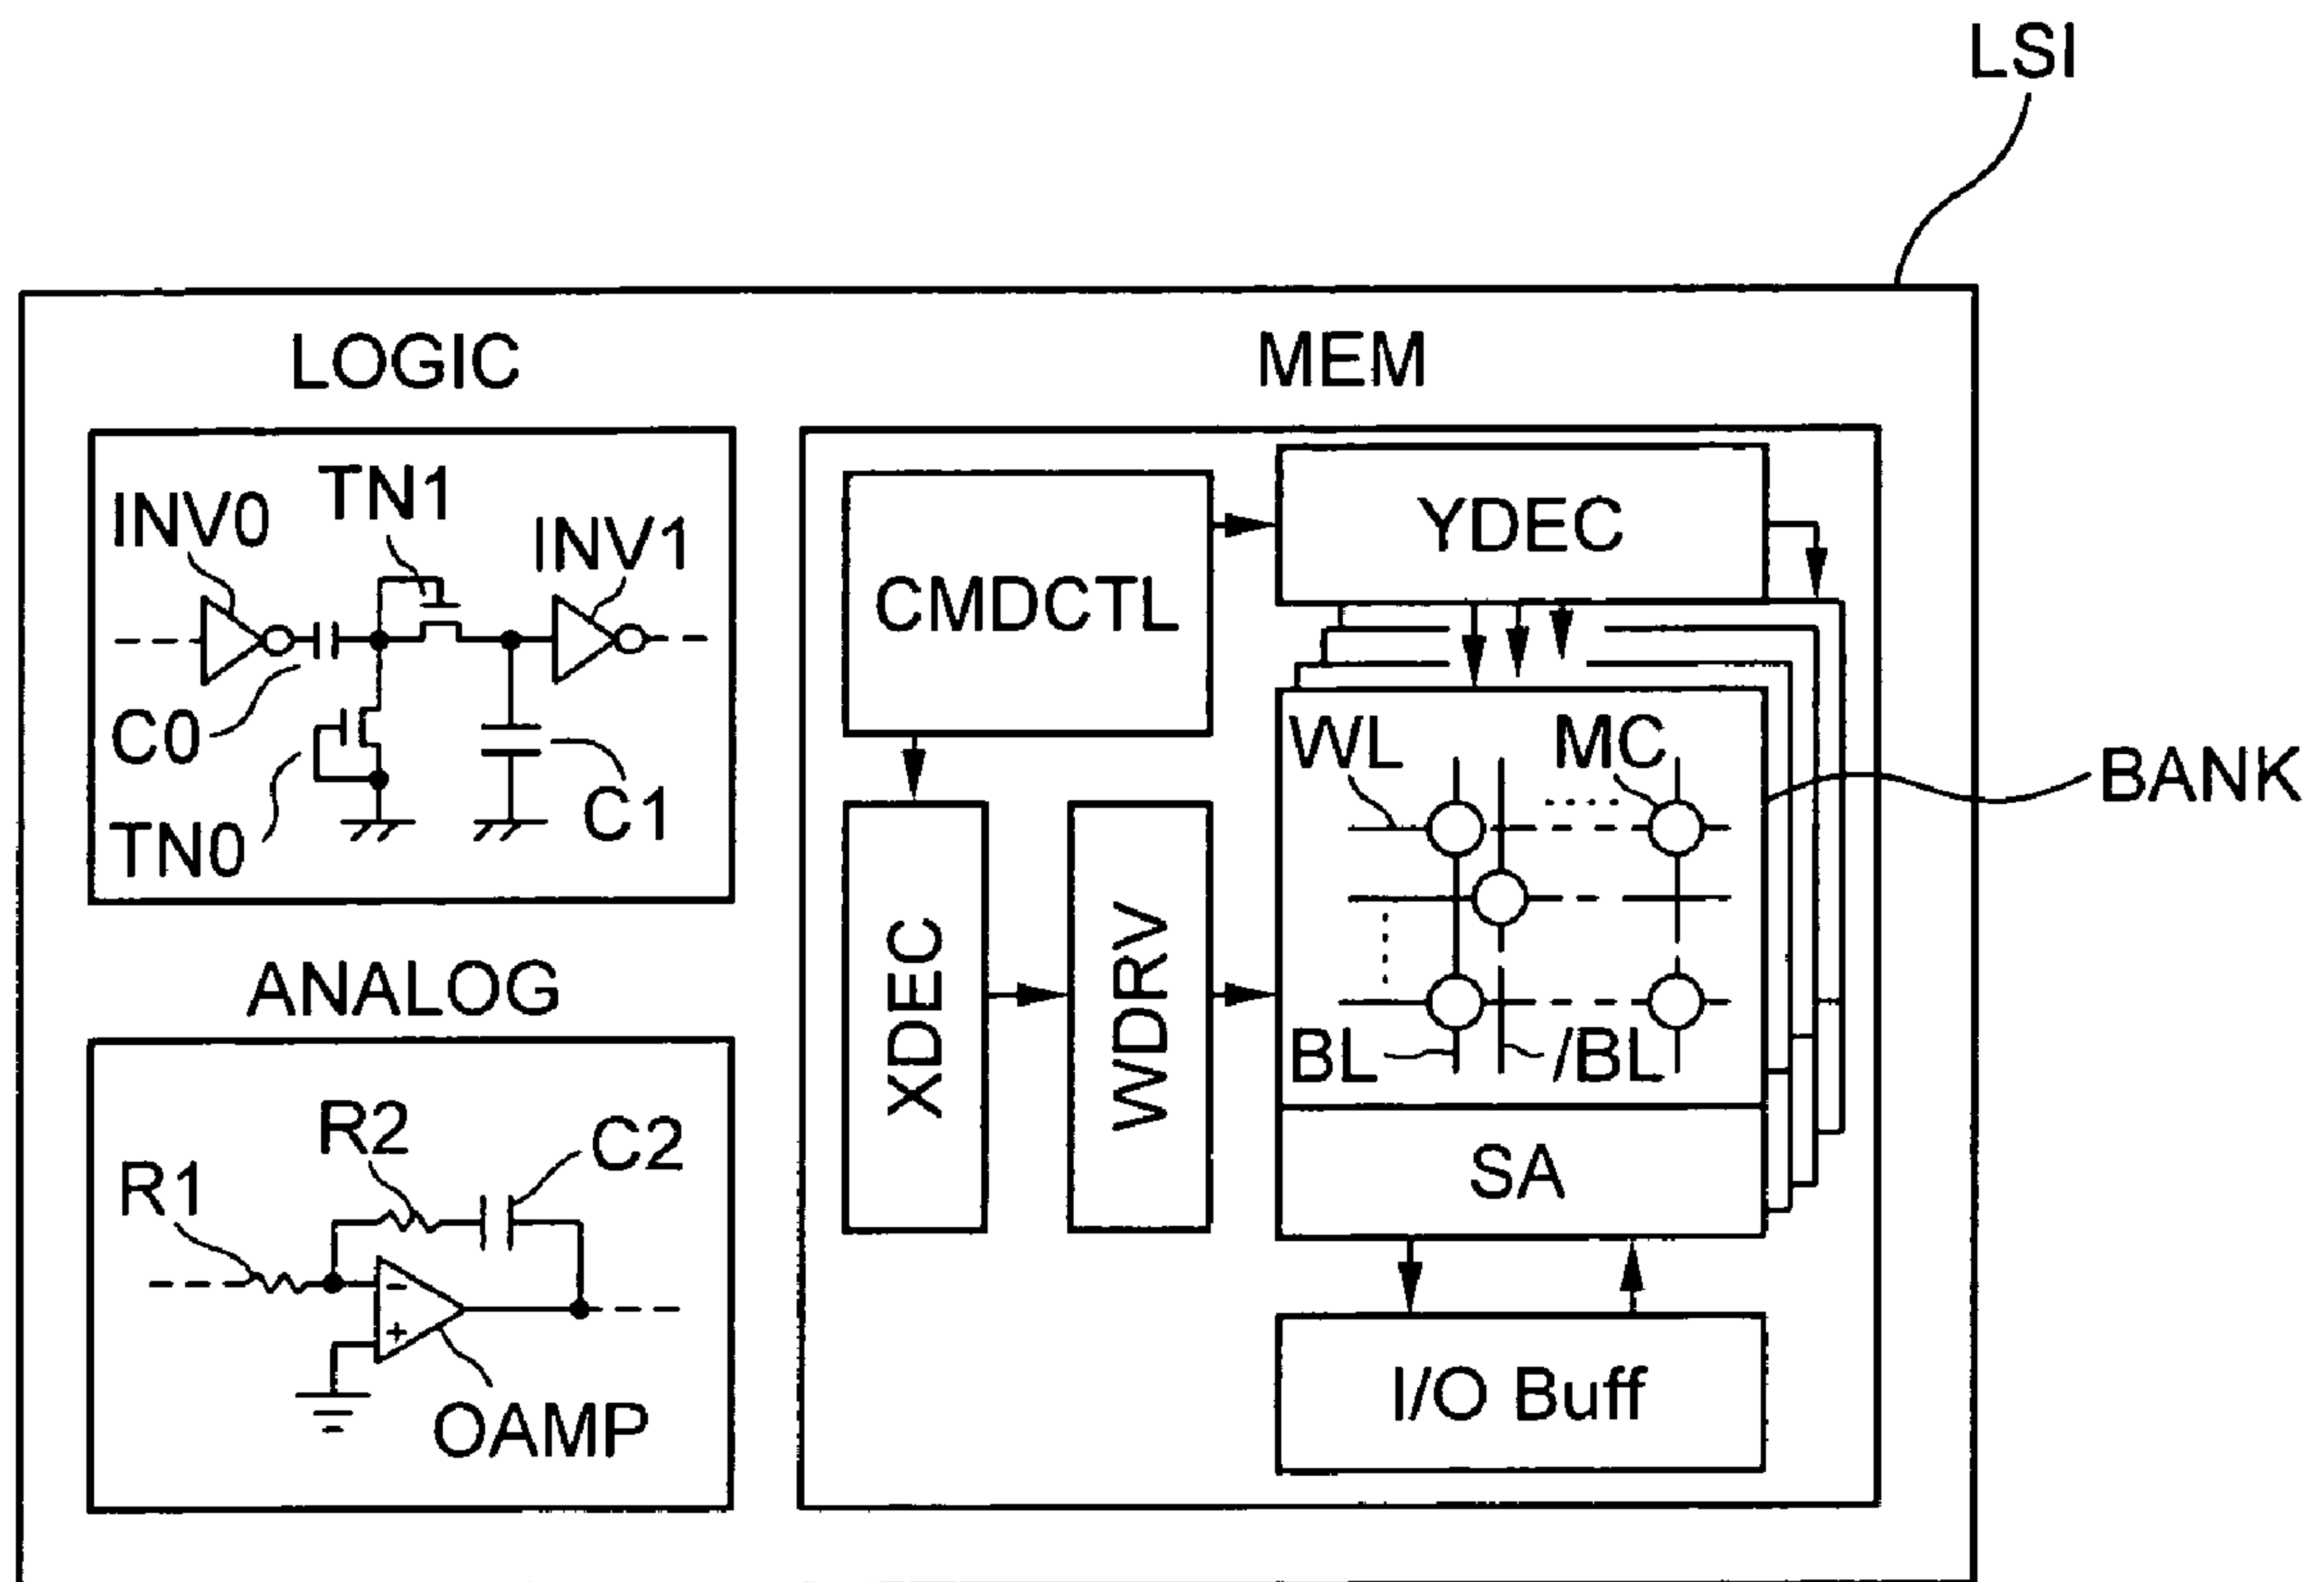 LSI
LOGIC
MEM
INV0
TN1
INV1
C0
TN0
C1
CMDCTL
YDEC
WL
MC
BANK
XDEC
WDRV
BL
/BL
SA
I/O Buff
ANALOG
R1
R2
C2
-
+
OAMP